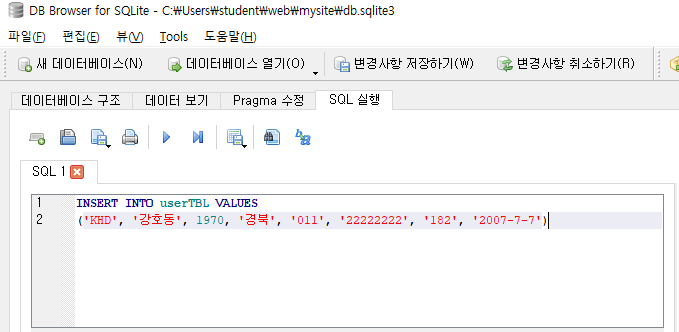 DB Browser for SQLite - C:₩Users₩student₩web₩mysite₩db.sqlite3
파일(F) 편집(E) 뷰(V) Tools 도움말(H)
새 데이터베이스(N) 데이터베이스 열기(O) 변경사항 저장하기(W) 변경사항 취소하기(R)
데이터베이스 구조 데이터 보기 Pragma 수정 SQL 실행
SQL 1
1 INSERT INTO userTBL VALUES
2 ('KHD', '강호동', 1970, '경북', '011', '22222222', '182', '2007-7-7')